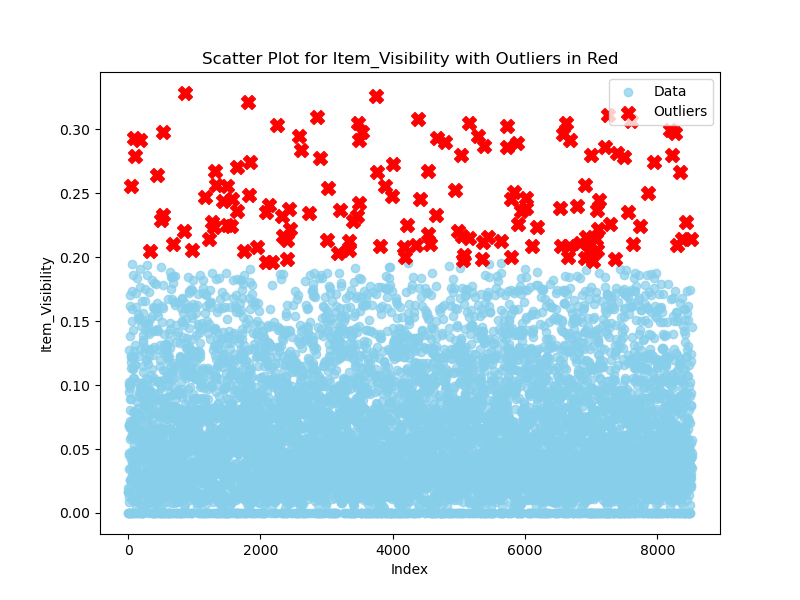 Scatter Plot for Item_Visibility with Outliers in Red
Data
Outliers
Item_Visibility
0.30
0.25
0.20
0.15
0.10
0.05
0.00
0
2000
4000
6000
8000
Index